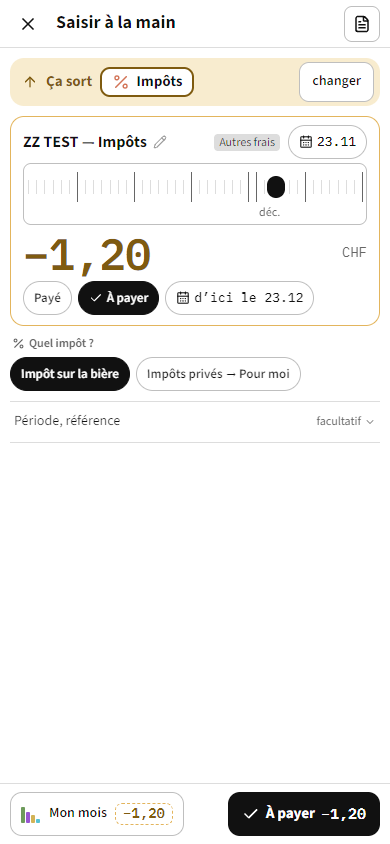 Saisir à la main
Ça sort % Impôts changer
ZZ TEST — Impôts Autres frais 23.11
déc.
−1,20 CHF
Payé À payer d’ici le 23.12
% Quel impôt ?
Impôt sur la bière Impôts privés → Pour moi
Période, référence facultatif
Mon mois −1,20 À payer −1,20